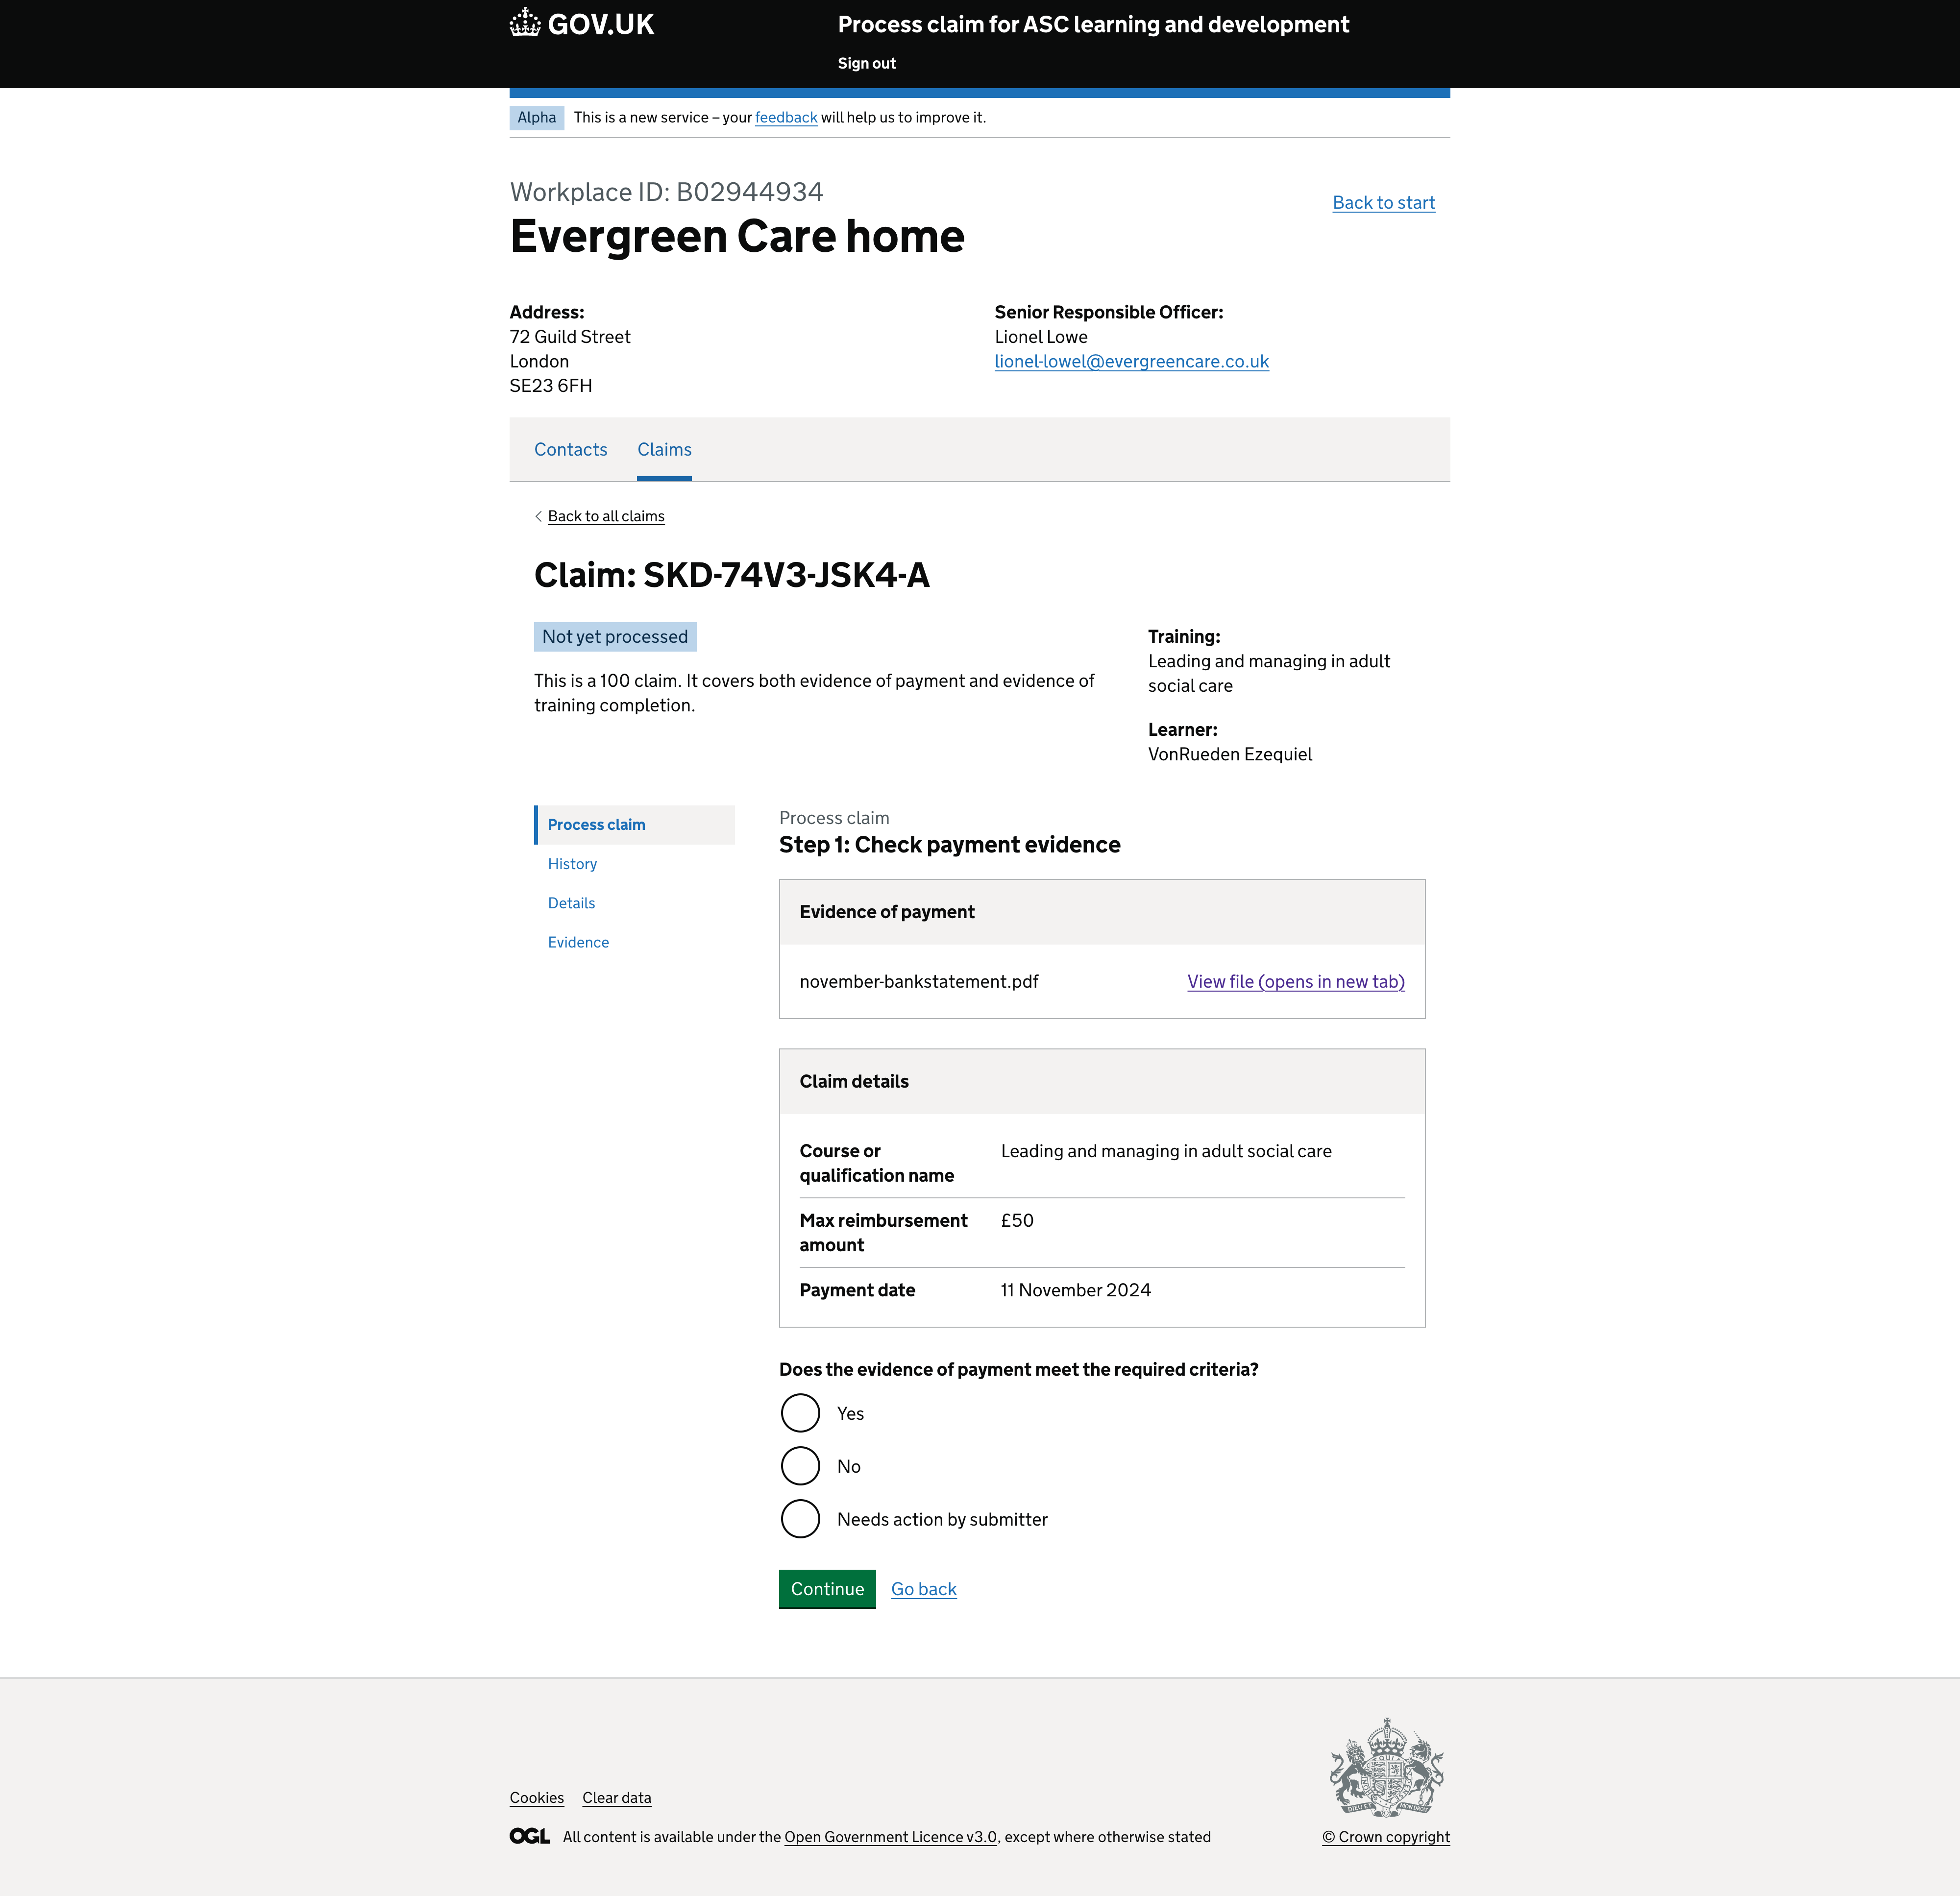 GOV.UK
Process claim for ASC learning and development
Sign out
Alpha
This is a new service – your feedback will help us to improve it.
Workplace ID: B02944934
Back to start
Evergreen Care home
Address:
72 Guild Street
London
SE23 6FH
Senior Responsible Officer:
Lionel Lowe
lionel-lowel@evergreencare.co.uk
Contacts
Claims
Back to all claims
Claim: SKD-74V3-JSK4-A
Not yet processed
This is a 100 claim. It covers both evidence of payment and evidence of
training completion.
Training:
Leading and managing in adult
social care
Learner:
VonRueden Ezequiel
Process claim
History
Details
Evidence
Process claim
Step 1: Check payment evidence
Evidence of payment
november-bankstatement.pdf
View file (opens in new tab)
Claim details
Course or
qualification name
Leading and managing in adult social care
Max reimbursement
amount
£50
Payment date
11 November 2024
Does the evidence of payment meet the required criteria?
Yes
No
Needs action by submitter
Continue
Go back
Cookies
Clear data
OGL
All content is available under the Open Government Licence v3.0, except where otherwise stated
DIEU ET MON DROIT
© Crown copyright